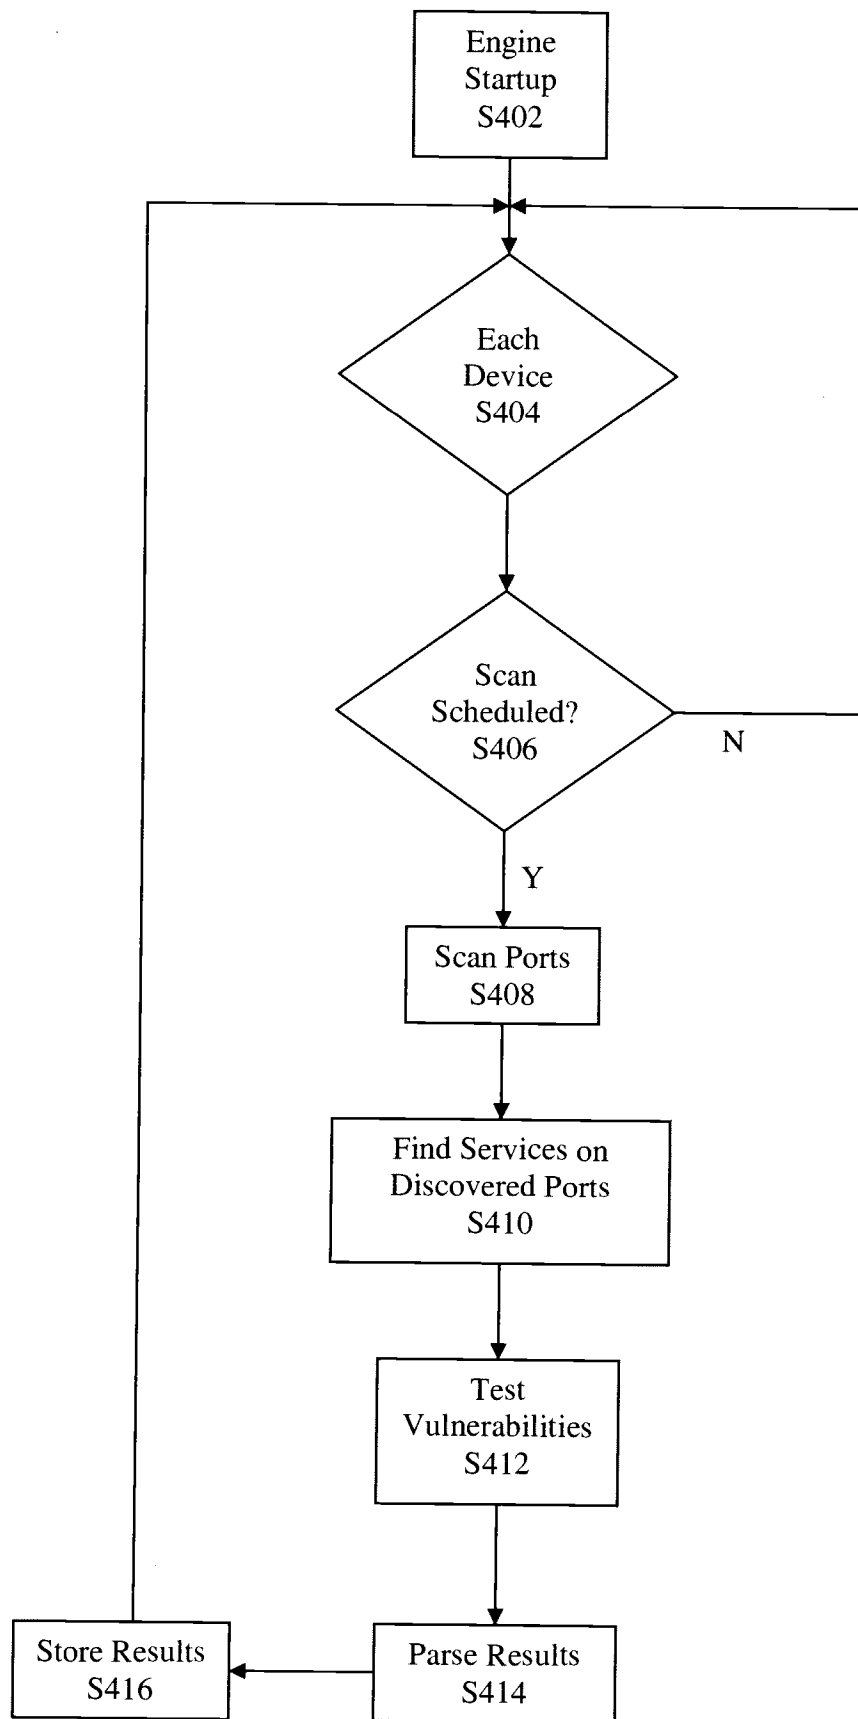 Engine
Startup
S402
Each
Device
S404
Scan
Scheduled?
S406
N
Y
Scan Ports
S408
Find Services on
Discovered Ports
S410
Test
Vulnerabilities
S412
Store Results
S416
Parse Results
S414